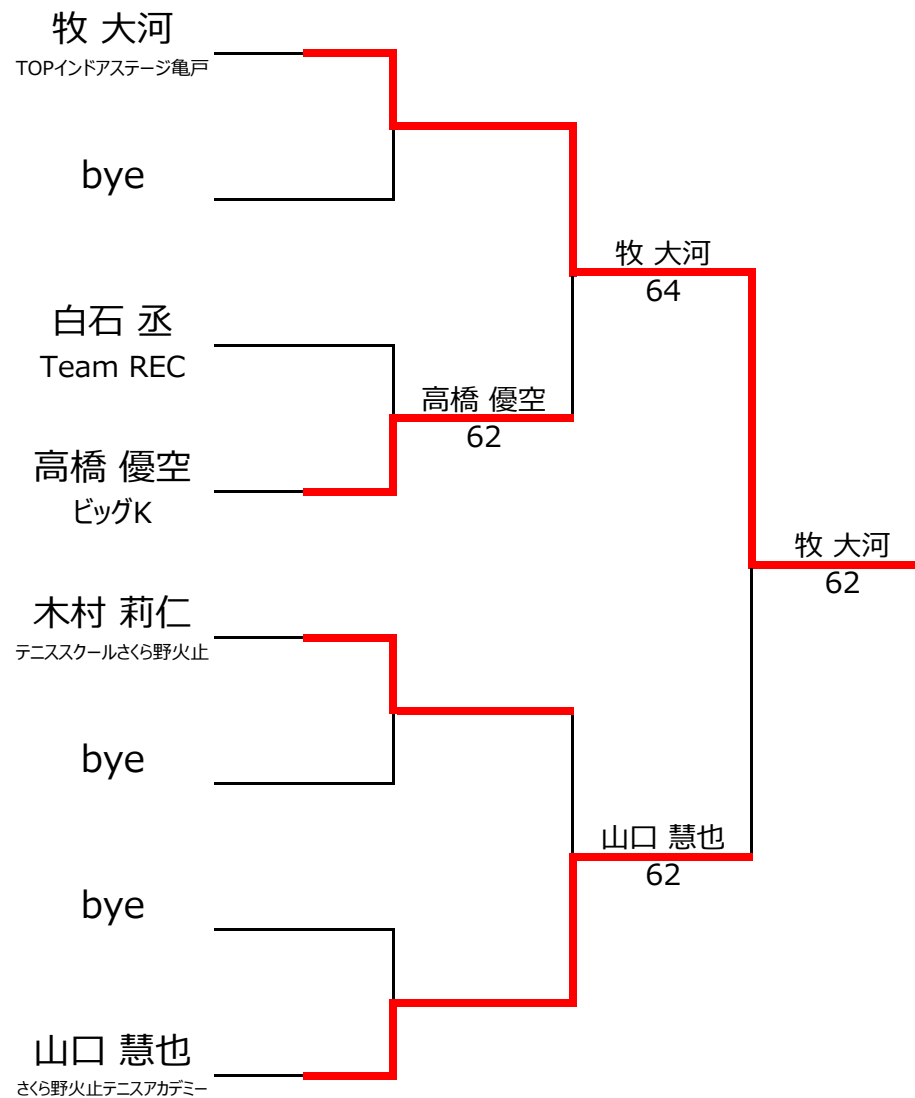 牧 大河
TOPインドアステージ亀戸
bye
白石 丞
Team REC
高橋 優空
ビッグK
木村 莉仁
テニススクールさくら野火止
bye
bye
山口 慧也
さくら野火止テニスアカデミー
高橋 優空
62
牧 大河
64
山口 慧也
62
牧 大河
62